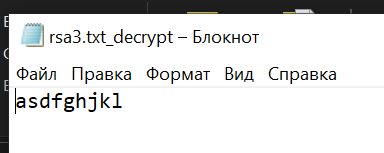 rsa3.txt_decrypt – Блокнот
Файл Правка Формат Вид Справка
asdfghjkl